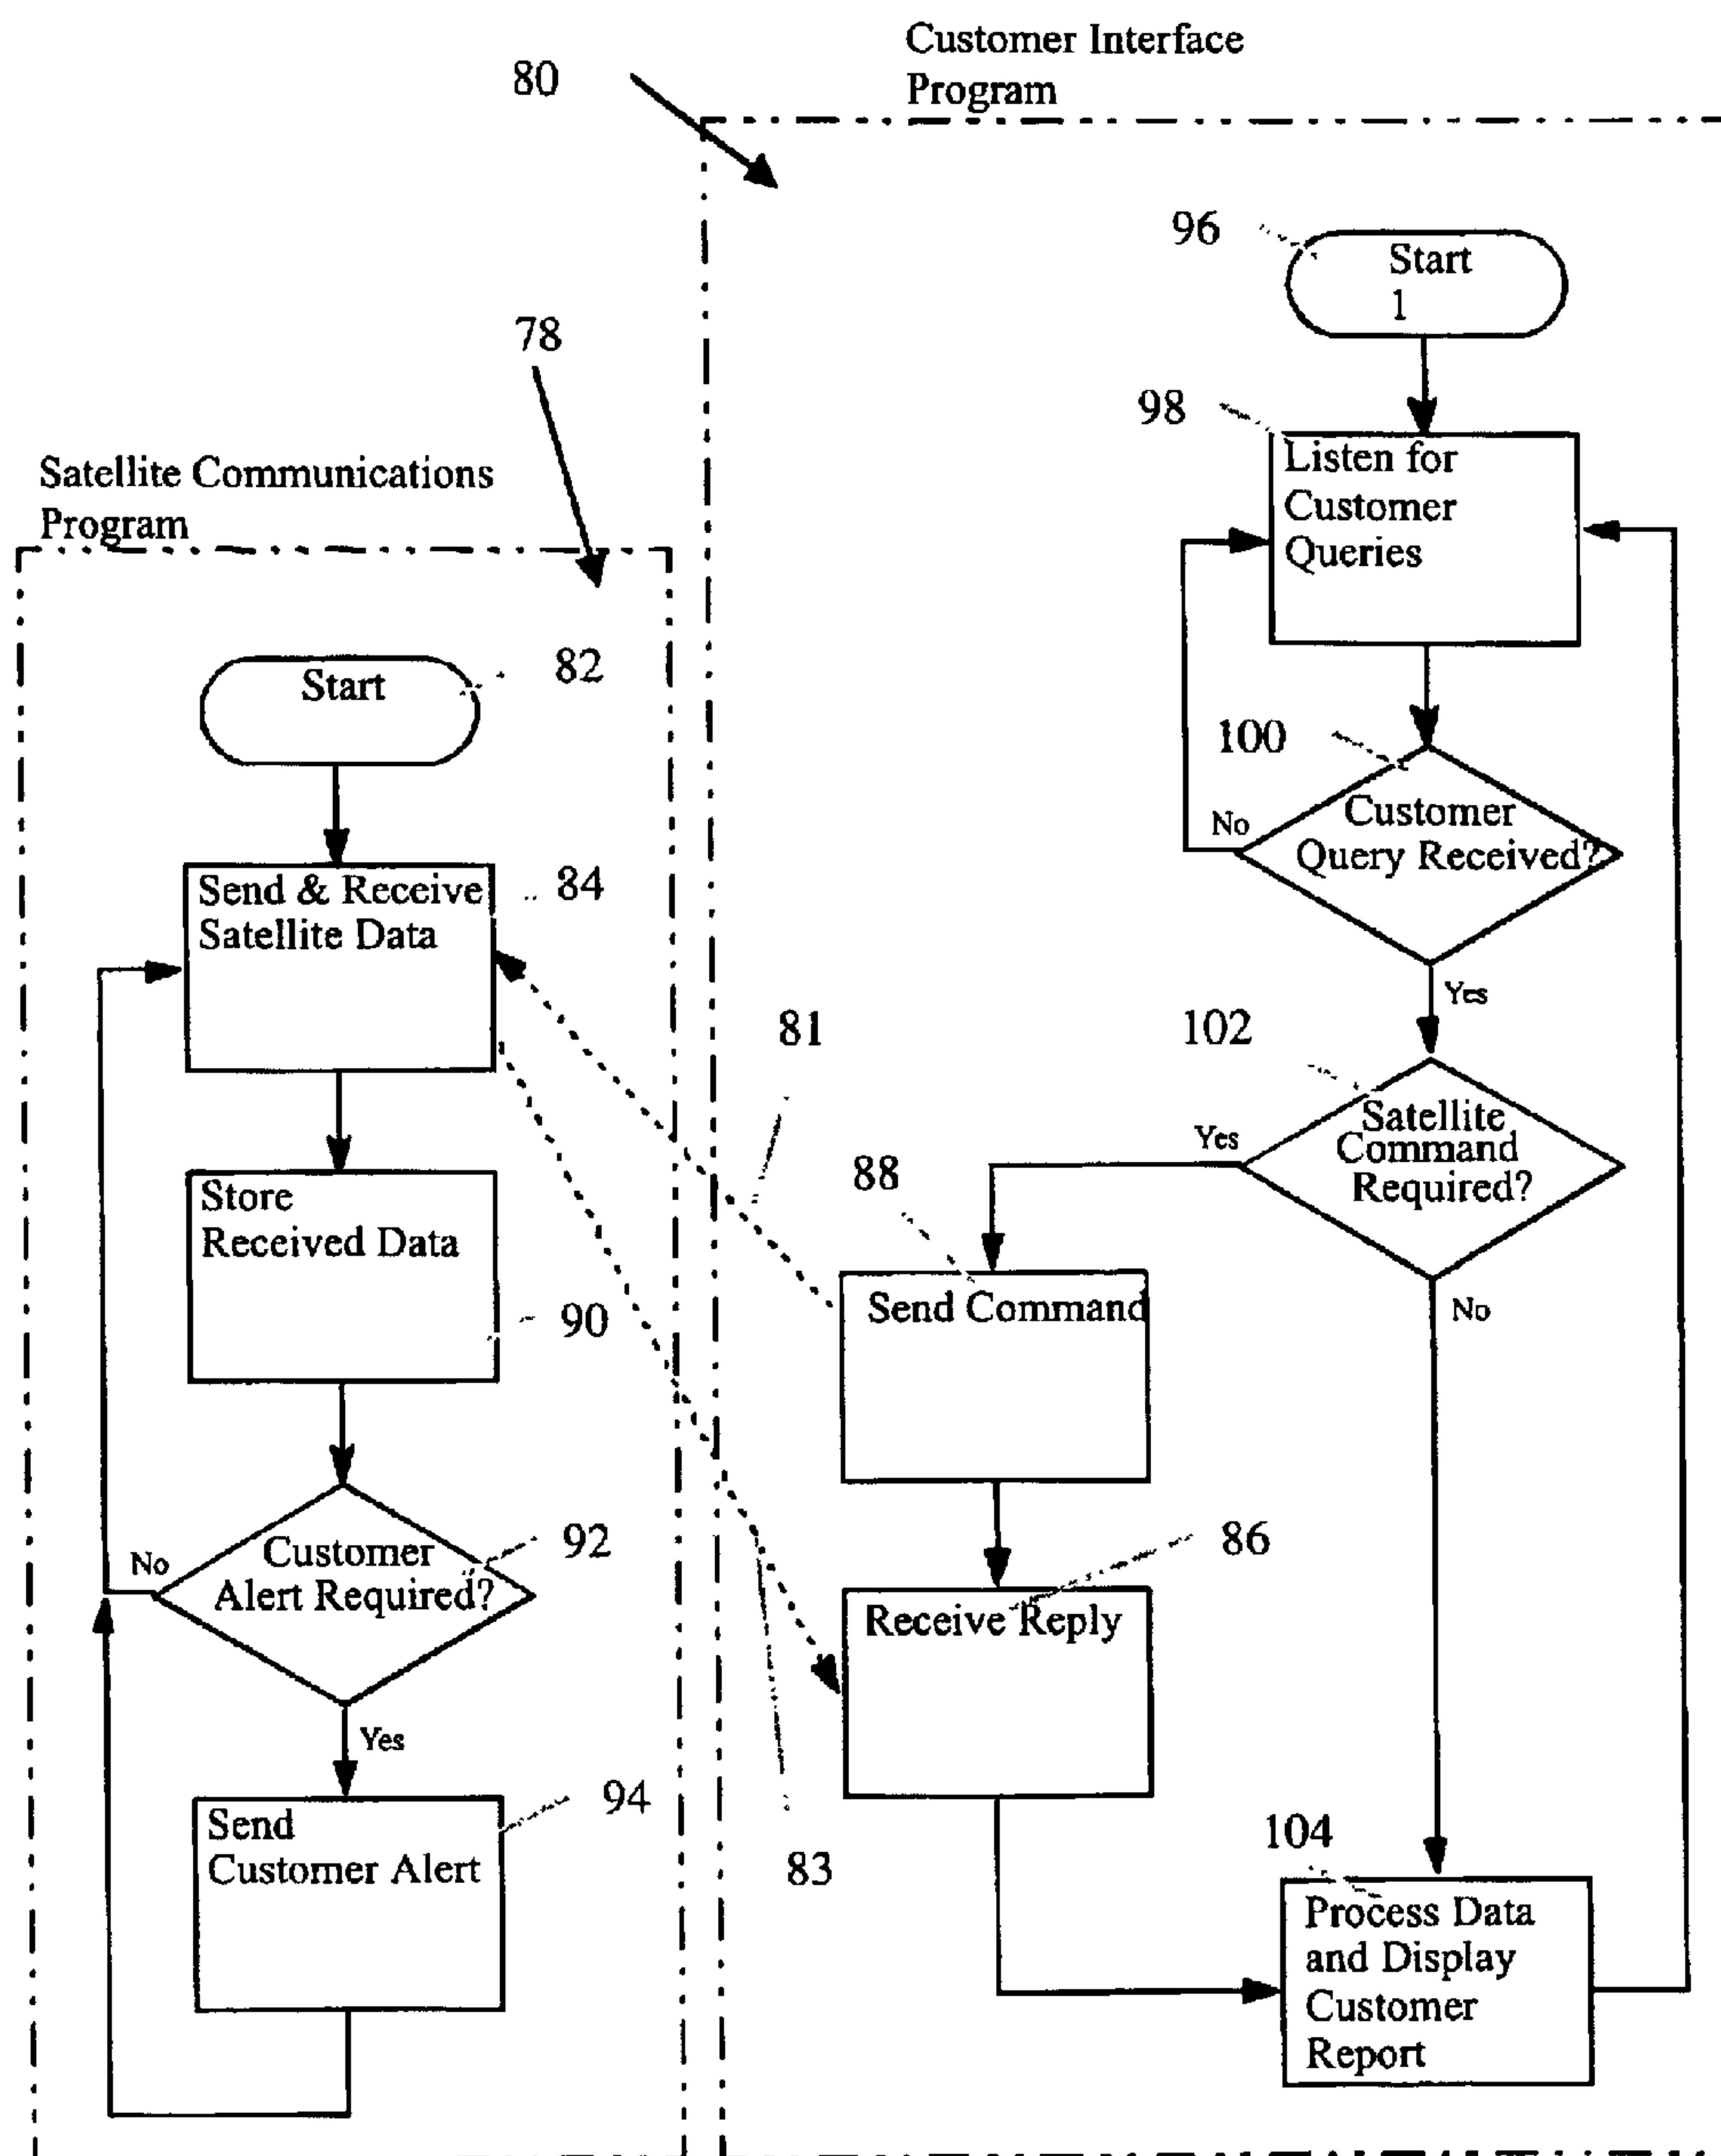 Customer Interface
Program
80
96
Start
1
78
98
Listen for
Customer
Queries
Satellite Communications
Program
Start
82
100
Customer
Query Received?
No
Yes
Send & Receive
Satellite Data
84
81
102
Satellite
Command
Required?
Yes
No
88
Send Command
Store
Received Data
90
86
Receive Reply
Customer
Alert Required?
92
No
Yes
94
Send
Customer Alert
83
104
Process Data
and Display
Customer
Report